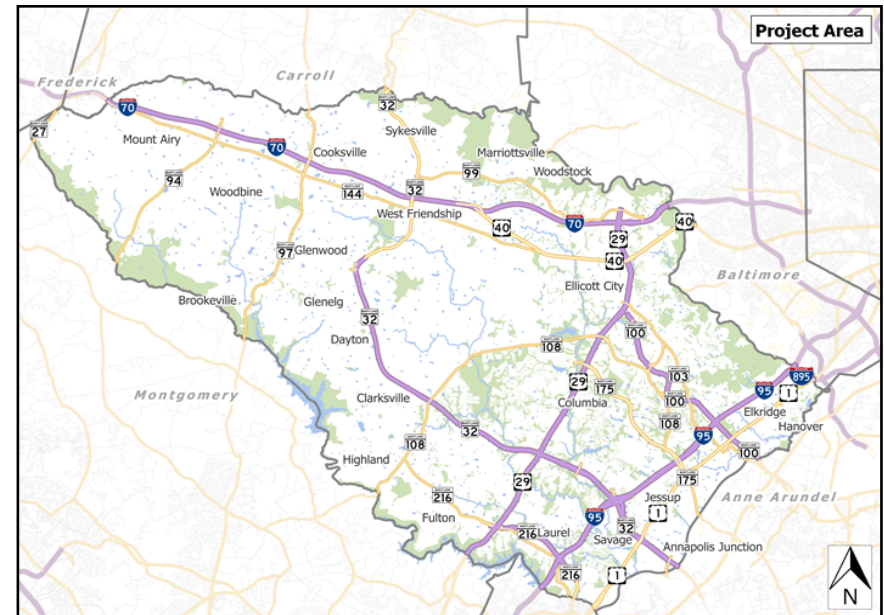 Project Area
Carroll
Frederick
70
MARYLAND
32
27
Mount Airy
Sykesville
70
Cooksville
Marriottsville
99
Woodstock
94
Woodbine
144
32
West Friendship
70
40
40
29
97
Glenwood
40
Baltimore
Ellicott City
Brookeville
Glenelg
32
Dayton
100
108
Montgomery
29
175
103
95
895
1
Clarksville
Columbia
100
Elkridge
108
Hanover
108
32
95
100
Highland
175
29
216
Jessup
Anne Arundel
Fulton
95
1
216
Laurel
Savage
32
Annapolis Junction
216
1
N